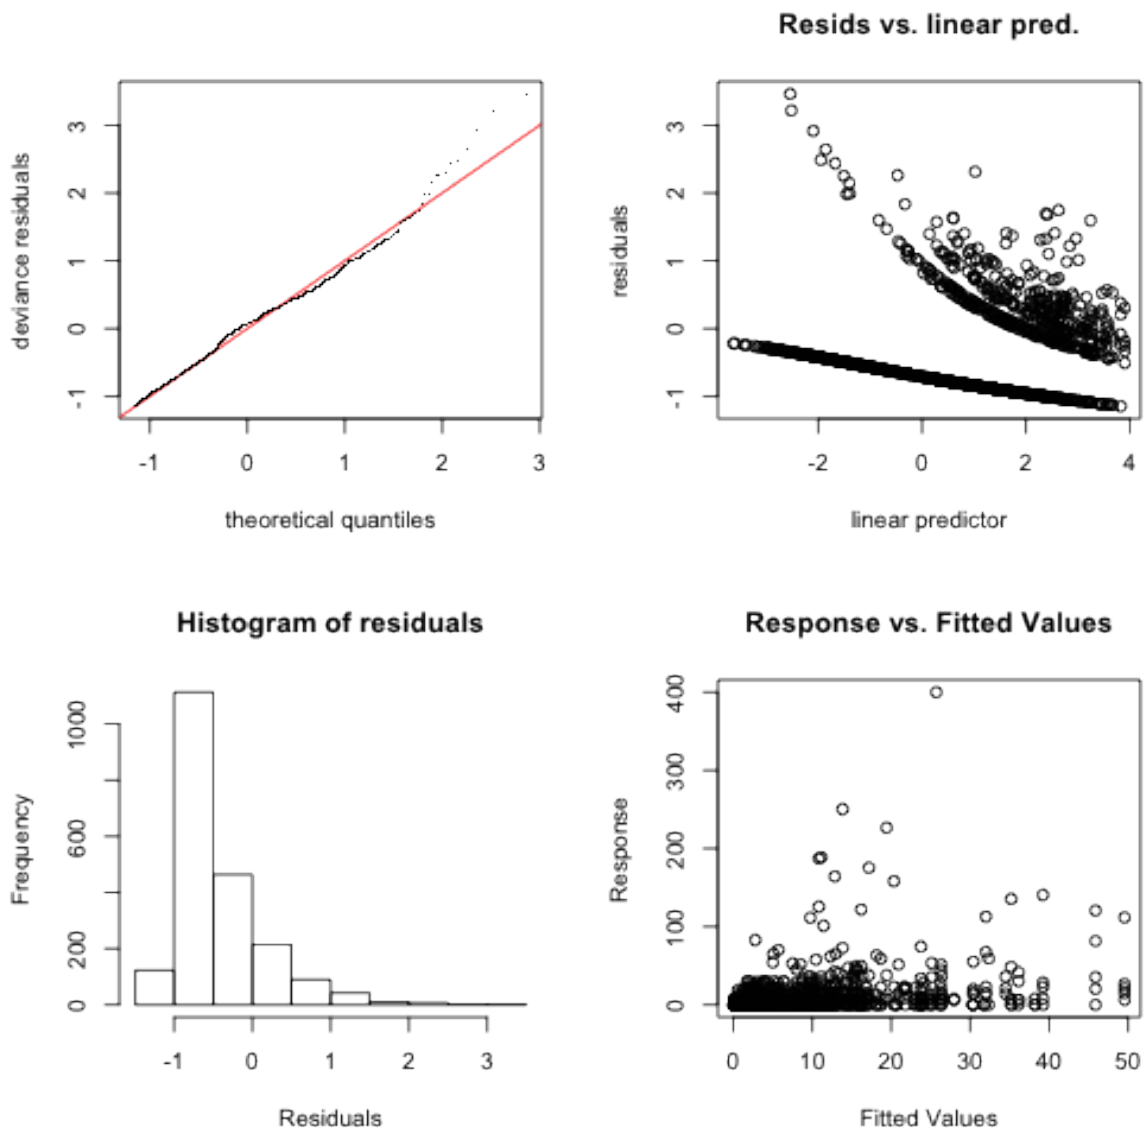 deviance residuals
3
2
1
0
-1
-1 0 1 2 3
theoretical quantiles
Resids vs. linear pred.
residuals
3
2
1
0
-1
-2 0 2 4
linear predictor
Histogram of residuals
Frequency
1000
600
200
0
-1 0 1 2 3
Residuals
Response vs. Fitted Values
Response
400
300
200
100
0
0 10 20 30 40 50
Fitted Values